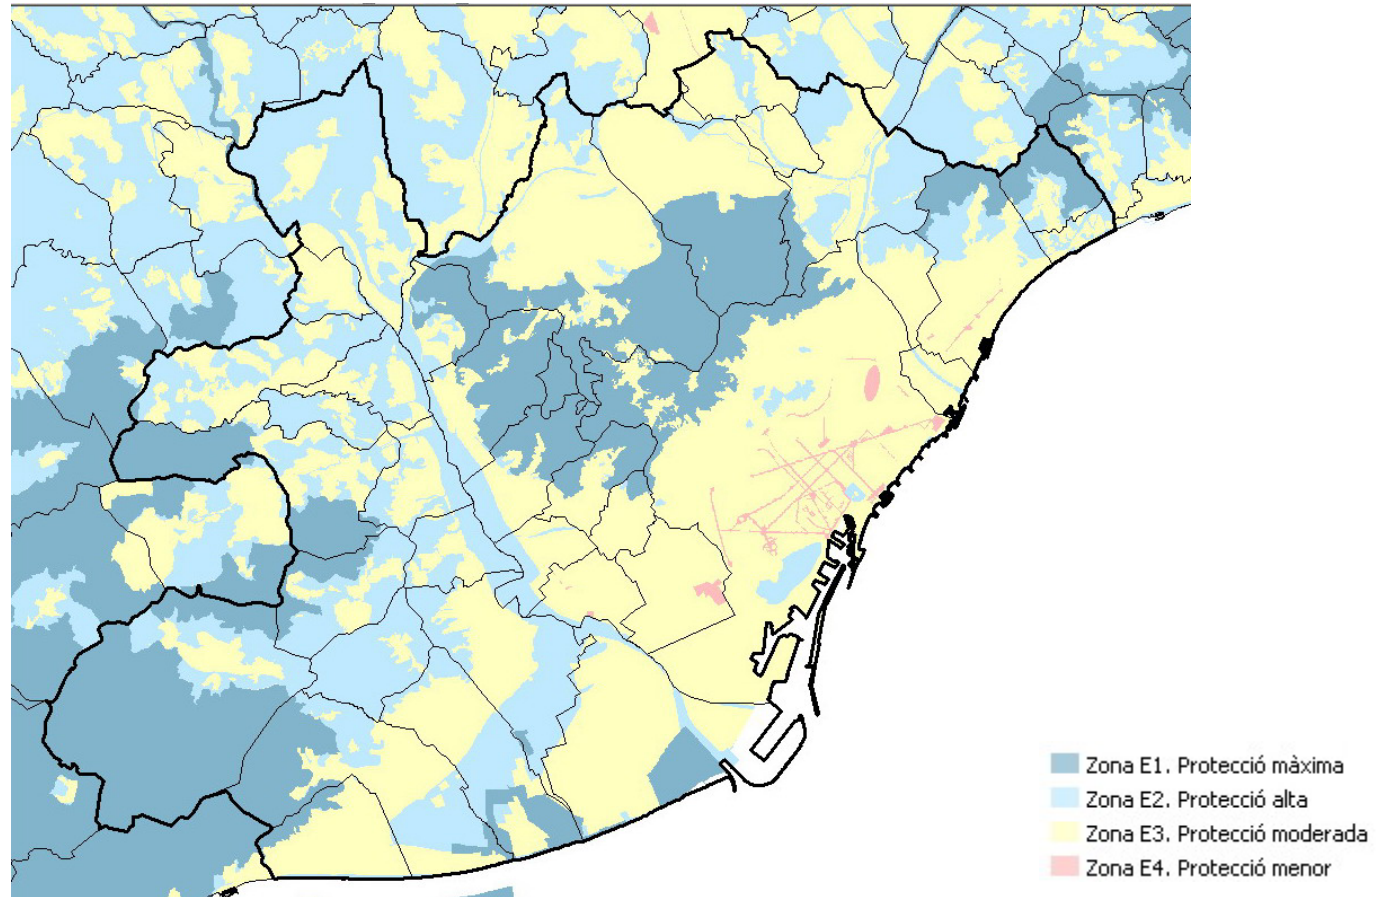 Zona E1. Protecció màxima
Zona E2. Protecció alta
Zona E3. Protecció moderada
Zona E4. Protecció menor